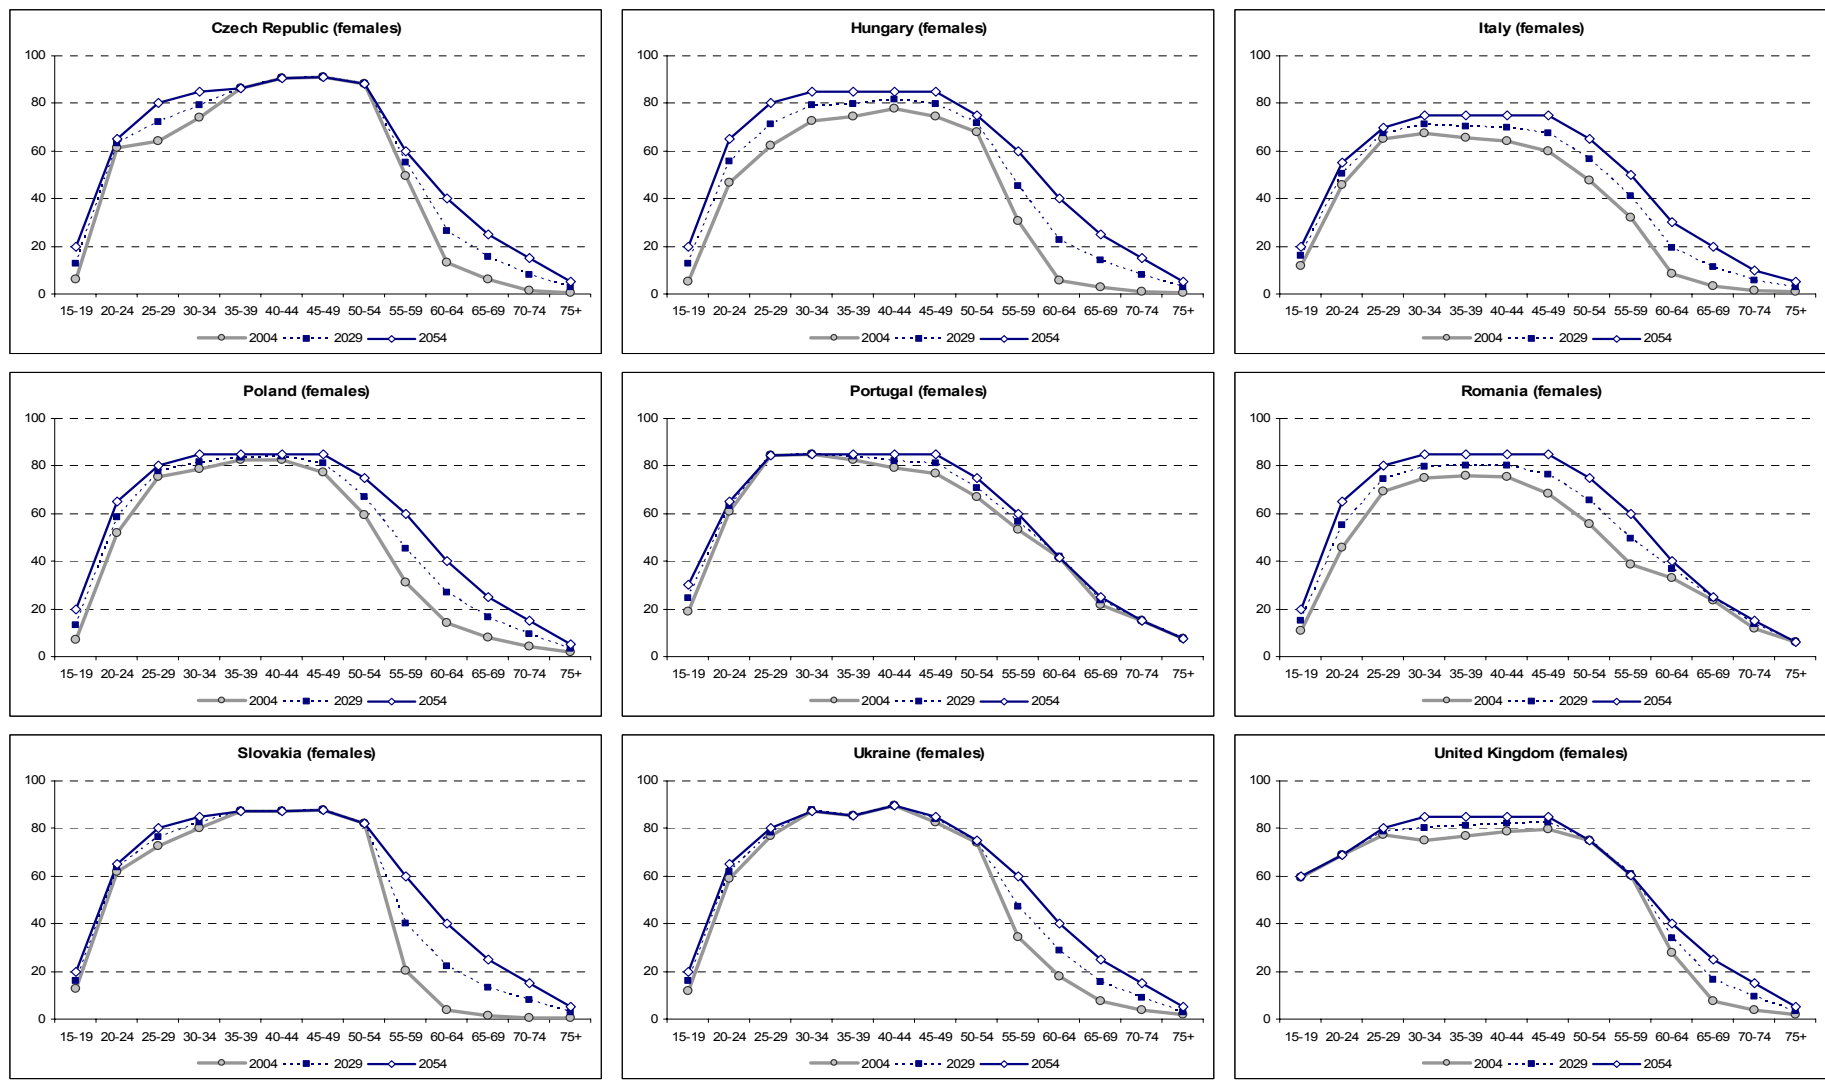 Czech Republic (females)
100
80
60
40
20
0
15-19 20-24 25-29 30-34 35-39 40-44 45-49 50-54 55-59 60-64 65-69 70-74 75+
2004 2029 2054
Hungary (females)
100
80
60
40
20
0
15-19 20-24 25-29 30-34 35-39 40-44 45-49 50-54 55-59 60-64 65-69 70-74 75+
2004 2029 2054
Italy (females)
100
80
60
40
20
0
15-19 20-24 25-29 30-34 35-39 40-44 45-49 50-54 55-59 60-64 65-69 70-74 75+
2004 2029 2054
Poland (females)
100
80
60
40
20
0
15-19 20-24 25-29 30-34 35-39 40-44 45-49 50-54 55-59 60-64 65-69 70-74 75+
2004 2029 2054
Portugal (females)
100
80
60
40
20
0
15-19 20-24 25-29 30-34 35-39 40-44 45-49 50-54 55-59 60-64 65-69 70-74 75+
2004 2029 2054
Romania (females)
100
80
60
40
20
0
15-19 20-24 25-29 30-34 35-39 40-44 45-49 50-54 55-59 60-64 65-69 70-74 75+
2004 2029 2054
Slovakia (females)
100
80
60
40
20
0
15-19 20-24 25-29 30-34 35-39 40-44 45-49 50-54 55-59 60-64 65-69 70-74 75+
2004 2029 2054
Ukraine (females)
100
80
60
40
20
0
15-19 20-24 25-29 30-34 35-39 40-44 45-49 50-54 55-59 60-64 65-69 70-74 75+
2004 2029 2054
United Kingdom (females)
100
80
60
40
20
0
15-19 20-24 25-29 30-34 35-39 40-44 45-49 50-54 55-59 60-64 65-69 70-74 75+
2004 2029 2054